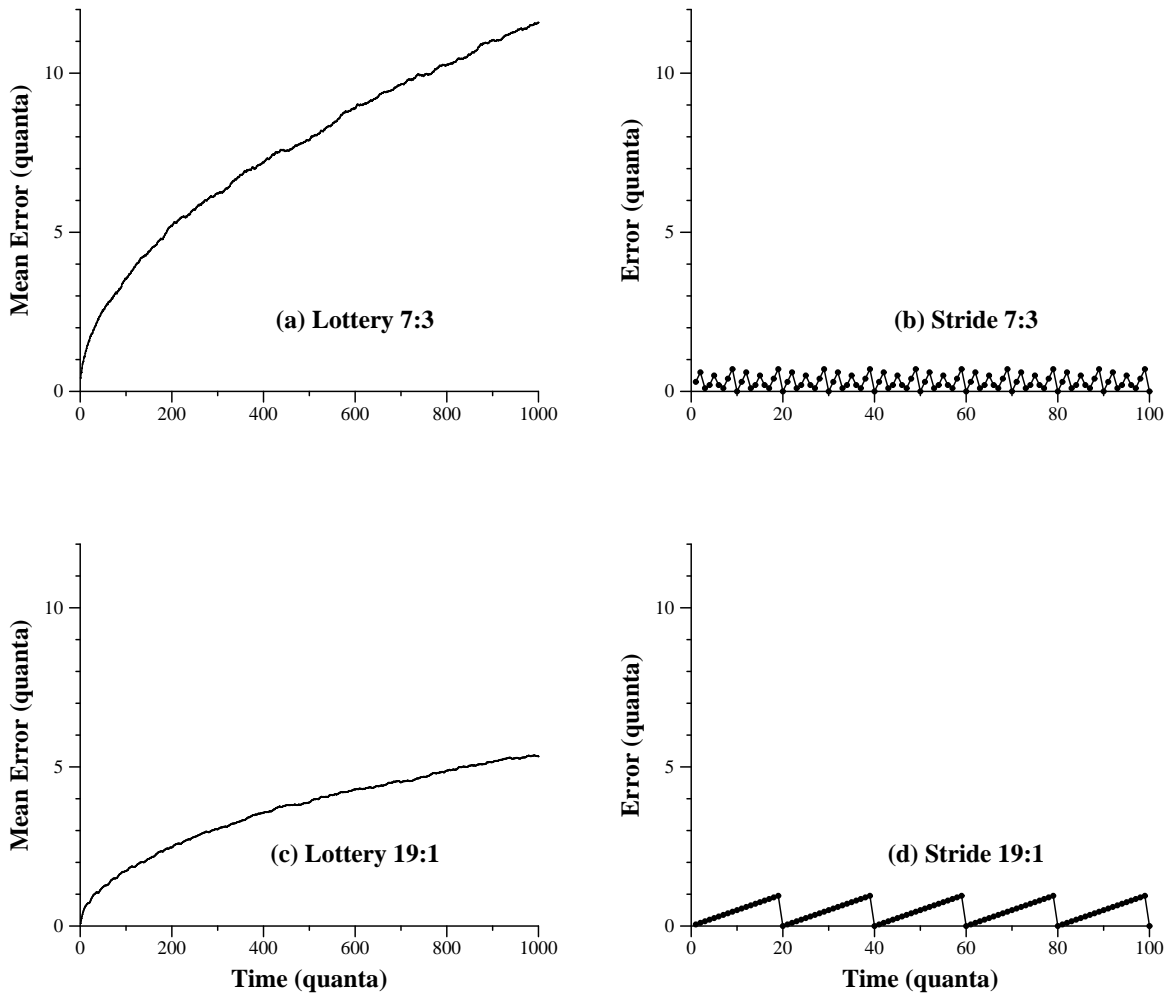 10
5
0
0 200 400 600 800 1000
Mean Error (quanta)
(a) Lottery 7:3
10
5
0
0 20 40 60 80 100
Error (quanta)
(b) Stride 7:3
10
5
0
0 200 400 600 800 1000
Mean Error (quanta)
Time (quanta)
(c) Lottery 19:1
10
5
0
0 20 40 60 80 100
Error (quanta)
Time (quanta)
(d) Stride 19:1